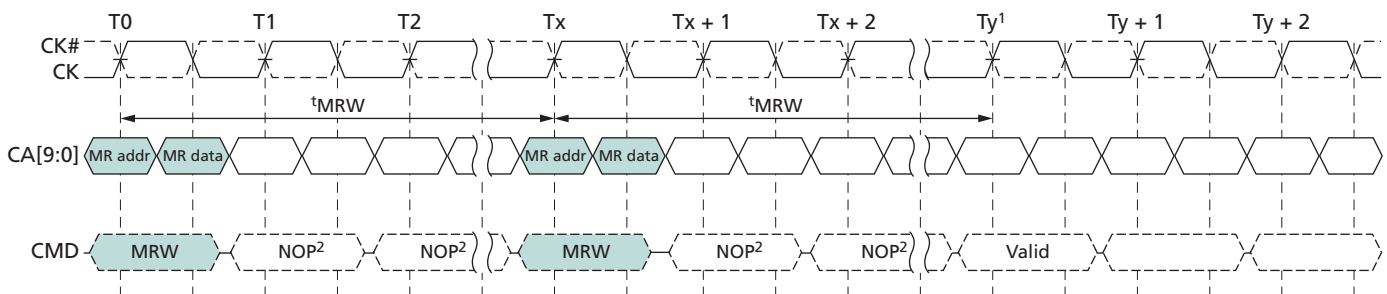 T0 T1 T2 Tx Tx + 1 Tx + 2 Ty¹ Ty + 1 Ty + 2
CK#
CK
ᵗMRW ᵗMRW
CA[9:0] MR addr MR data MR addr MR data
CMD MRW NOP² NOP² MRW NOP² NOP² Valid